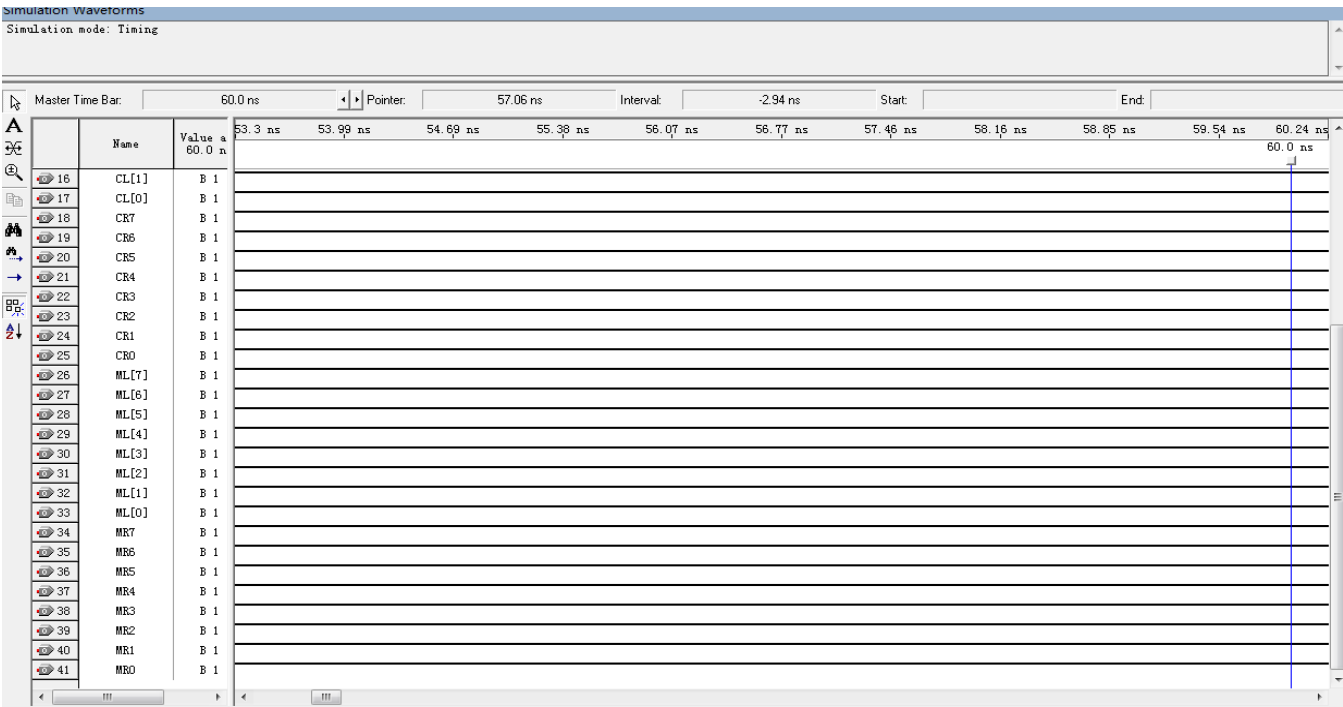 Simulation Waveforms
Simulation mode: Timing
Master Time Bar: 60.0 ns Pointer: 57.06 ns Interval: -2.94 ns Start: End:
Name Value a 60.0 n
53.3 ns 53.99 ns 54.69 ns 55.38 ns 56.07 ns 56.77 ns 57.46 ns 58.16 ns 58.85 ns 59.54 ns 60.24 ns
60.0 ns
16 CL[1] B 1
17 CL[0] B 1
18 CR7 B 1
19 CR6 B 1
20 CR5 B 1
21 CR4 B 1
22 CR3 B 1
23 CR2 B 1
24 CR1 B 1
25 CR0 B 1
26 ML[7] B 1
27 ML[6] B 1
28 ML[5] B 1
29 ML[4] B 1
30 ML[3] B 1
31 ML[2] B 1
32 ML[1] B 1
33 ML[0] B 1
34 MR7 B 1
35 MR6 B 1
36 MR5 B 1
37 MR4 B 1
38 MR3 B 1
39 MR2 B 1
40 MR1 B 1
41 MR0 B 1